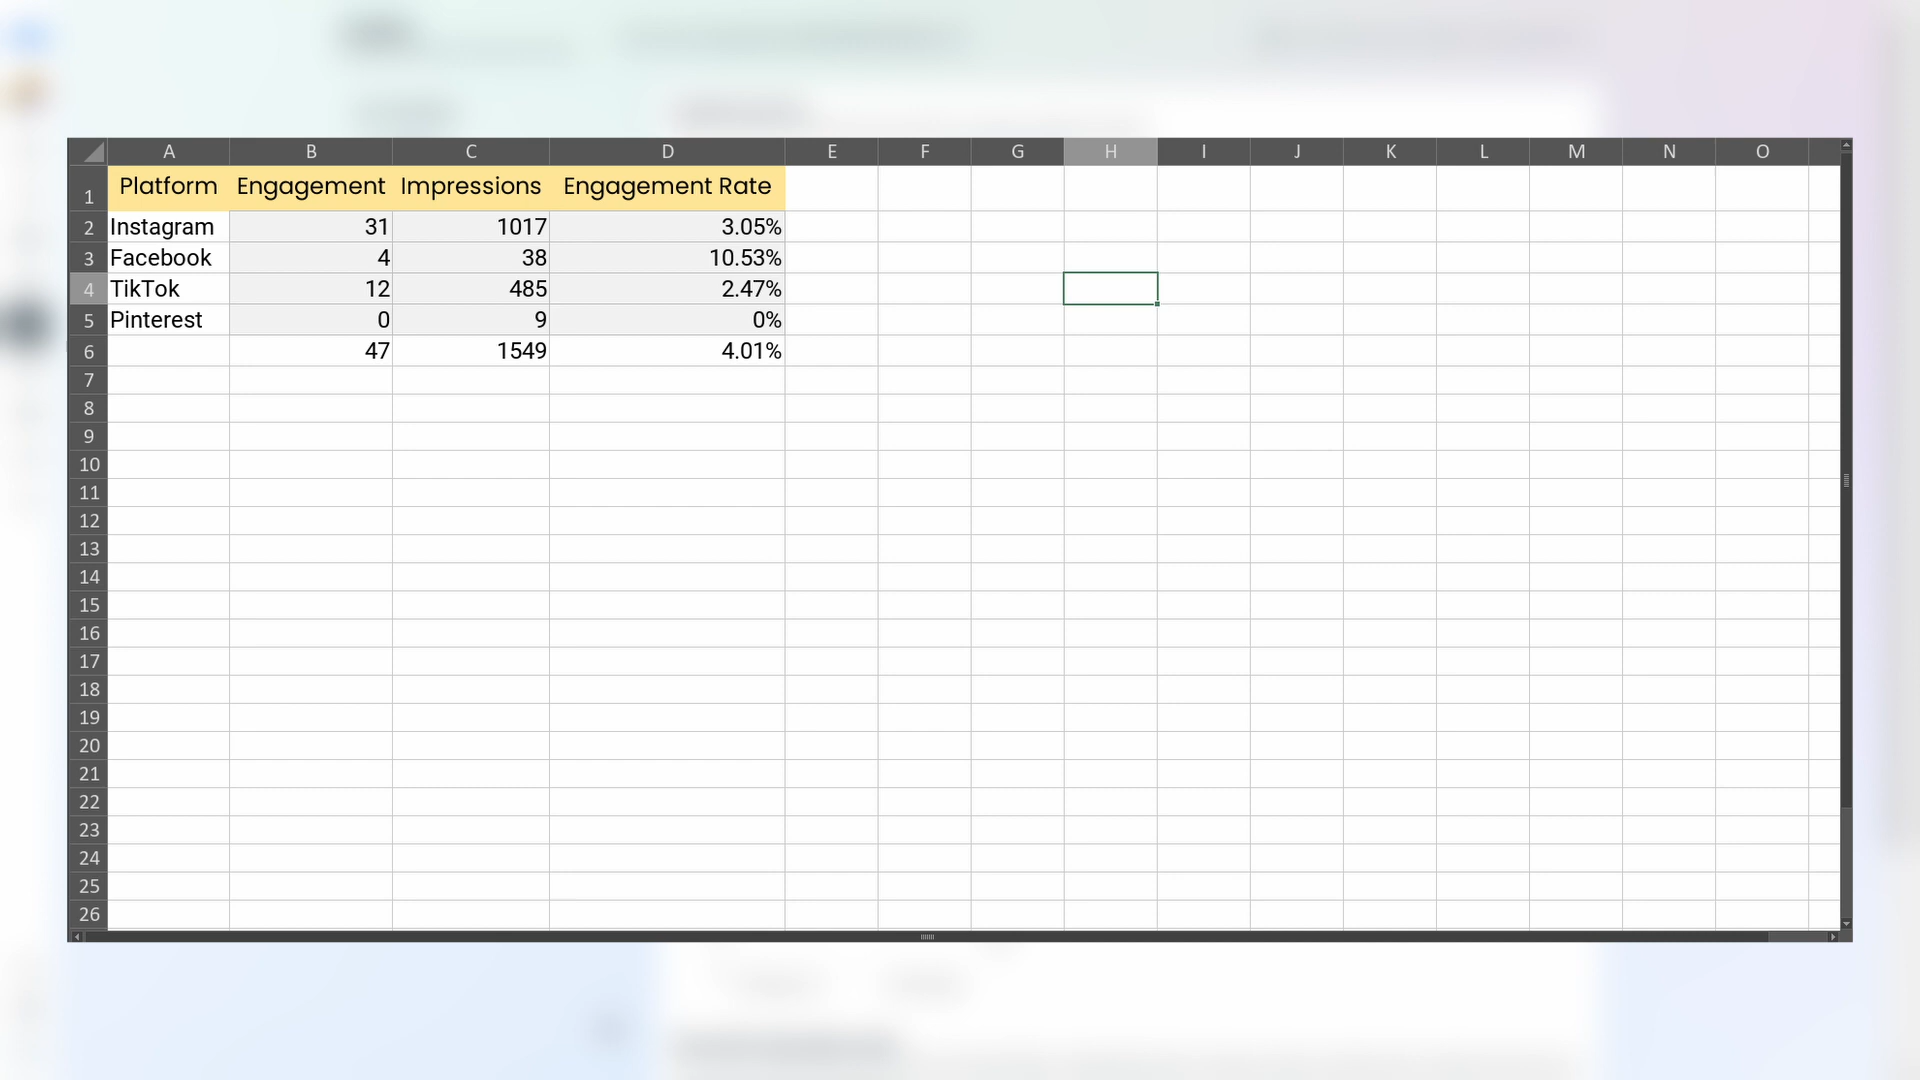 A B C D E F G H I J K L M N O
1 Platform Engagement Impressions Engagement Rate
2 Instagram 31 1017 3.05%
3 Facebook 4 38 10.53%
4 TikTok 12 485 2.47%
5 Pinterest 0 9 0%
6 47 1549 4.01%
7
8
9
10
11
12
13
14
15
16
17
18
19
20
21
22
23
24
25
26